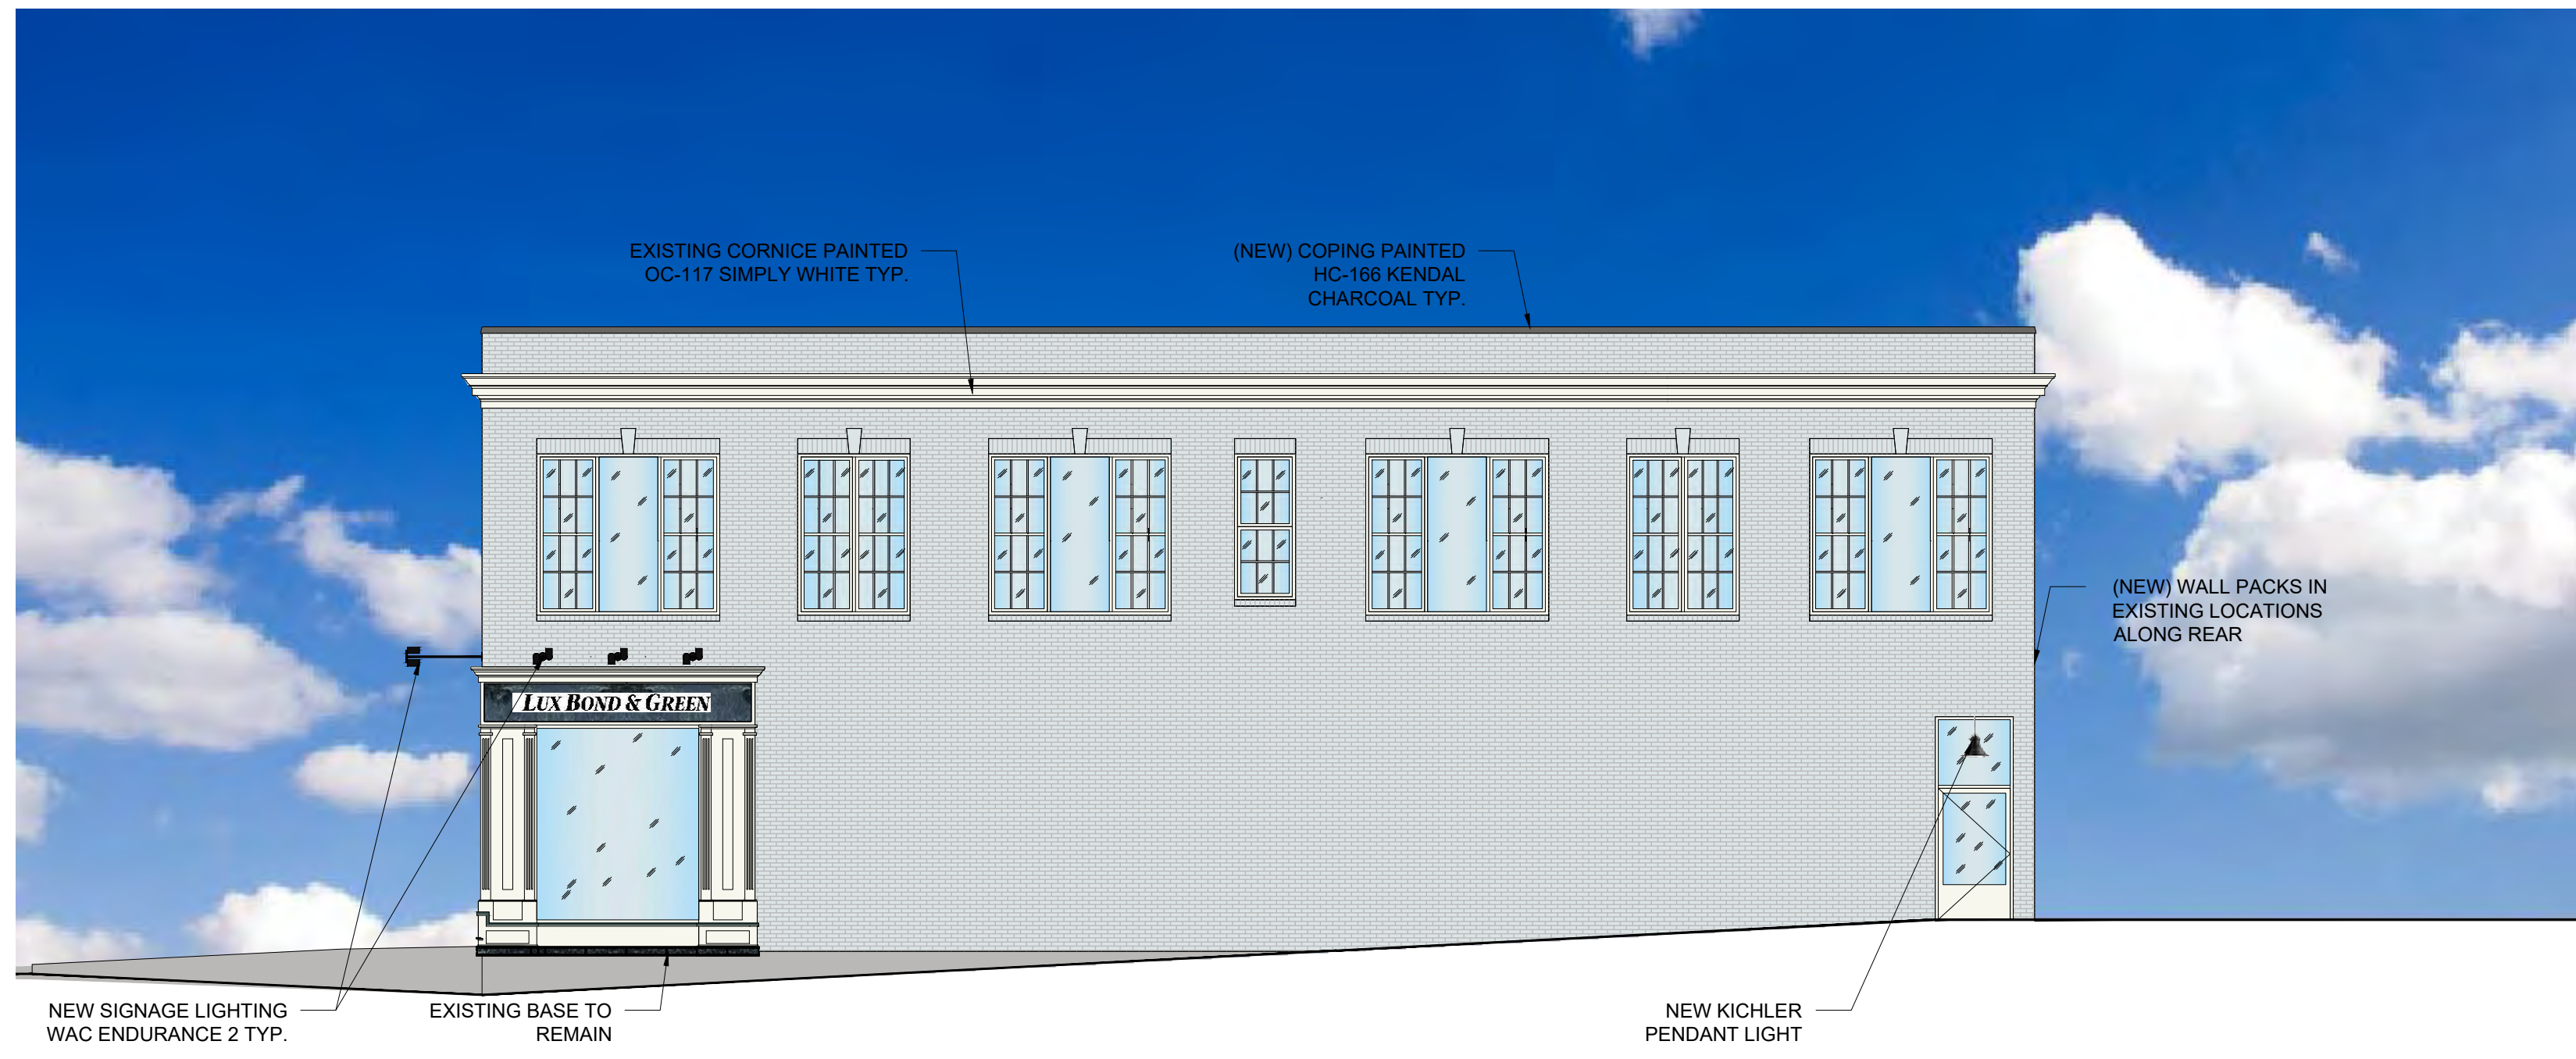 EXISTING CORNICE PAINTED
OC-117 SIMPLY WHITE TYP.
(NEW) COPING PAINTED
HC-166 KENDAL
CHARCOAL TYP.
(NEW) WALL PACKS IN
EXISTING LOCATIONS
ALONG REAR
LUX BOND & GREEN
NEW SIGNAGE LIGHTING
WAC ENDURANCE 2 TYP.
EXISTING BASE TO
REMAIN
NEW KICHLER
PENDANT LIGHT